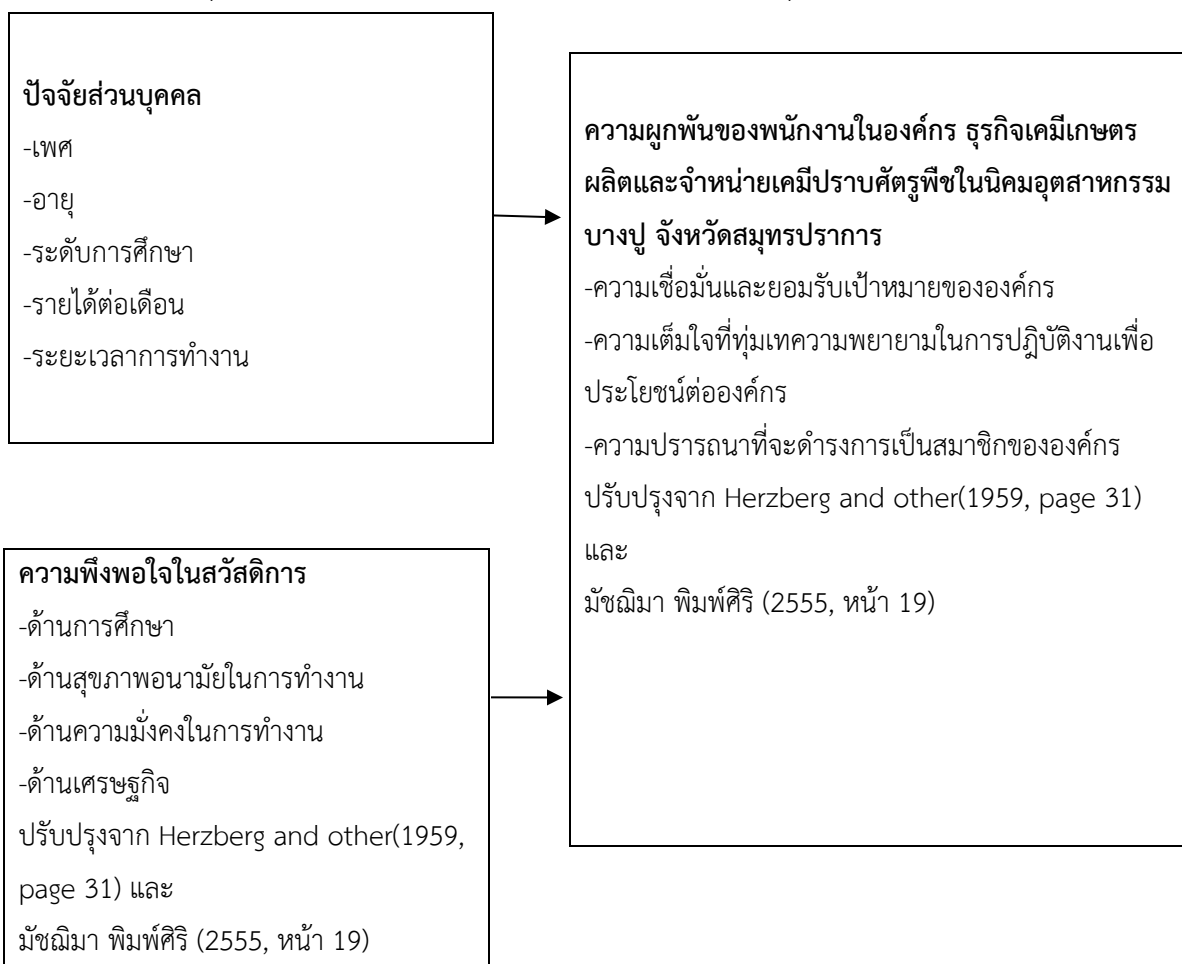 ปัจจัยส่วนบุคคล
-เพศ
-อายุ
-ระดับการศึกษา
-รายได้ต่อเดือน
-ระยะเวลาการทำงาน
ความพึงพอใจในสวัสดิการ
-ด้านการศึกษา
-ด้านสุขภาพอนามัยในการทำงาน
-ด้านความมั่งคงในการทำงาน
-ด้านเศรษฐกิจ
ปรับปรุงจาก Herzberg and other(1959,
page 31) และ
มัชฌิมา พิมพ์ศิริ (2555, หน้า 19)
ความผูกพันของพนักงานในองค์กร ธุรกิจเคมีเกษตร
ผลิตและจำหน่ายเคมีปราบศัตรูพืชในนิคมอุตสาหกรรม
บางปู จังหวัดสมุทรปราการ
-ความเชื่อมั่นและยอมรับเป้าหมายขององค์กร
-ความเต็มใจที่ทุ่มเทความพยายามในการปฎิบัติงานเพื่อ
ประโยชน์ต่อองค์กร
-ความปรารถนาที่จะดำรงการเป็นสมาชิกขององค์กร
ปรับปรุงจาก Herzberg and other(1959, page 31)
และ
มัชฌิมา พิมพ์ศิริ (2555, หน้า 19)